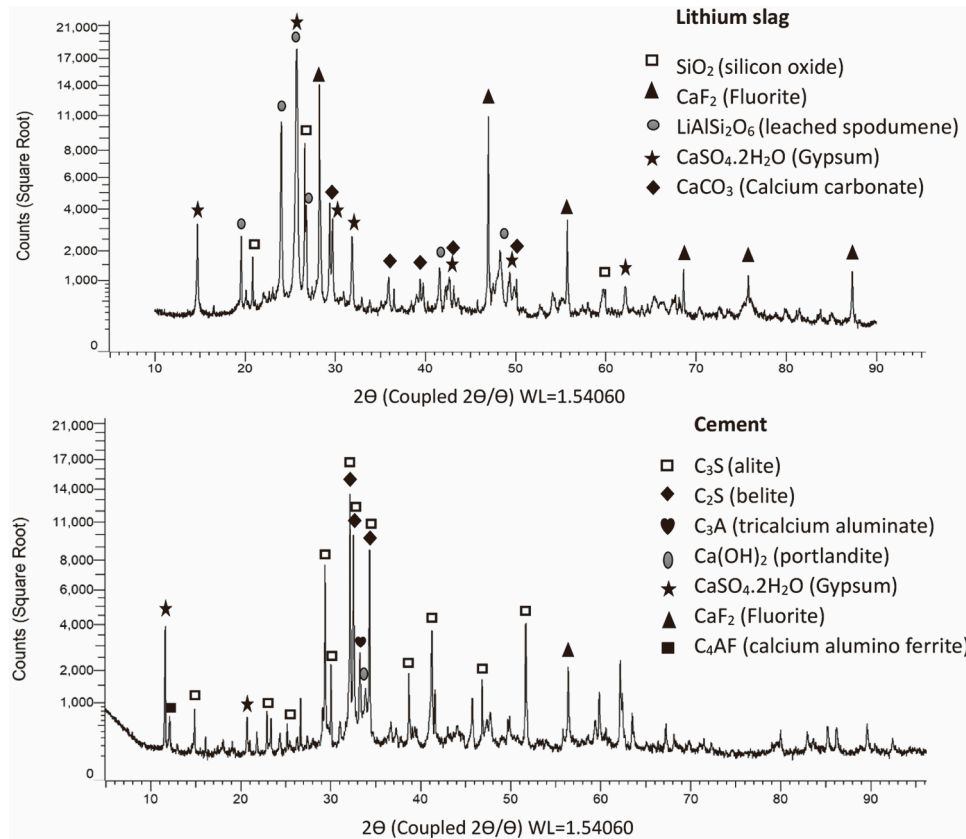 Lithium slag
SiO₂ (silicon oxide)
CaF₂ (Fluorite)
LiAlSi₂O₆ (leached spodumene)
CaSO₄.2H₂O (Gypsum)
CaCO₃ (Calcium carbonate)
Counts (Square Root)
21,000
17,000
14,000
11,000
8,000
6,000
4,000
2,000
1,000
0
10 20 30 40 50 60 70 80 90
2Θ (Coupled 2Θ/Θ) WL=1.54060
Cement
C₃S (alite)
C₂S (belite)
C₃A (tricalcium aluminate)
Ca(OH)₂ (portlandite)
CaSO₄.2H₂O (Gypsum)
CaF₂ (Fluorite)
C₄AF (calcium alumino ferrite)
Counts (Square Root)
21,000
17,000
14,000
11,000
8,000
6,000
4,000
2,000
1,000
0
10 20 30 40 50 60 70 80 90
2Θ (Coupled 2Θ/Θ) WL=1.54060